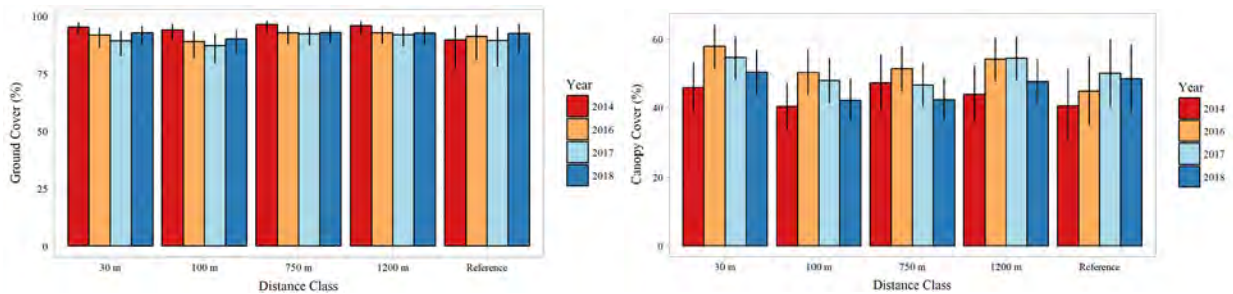 100
75
50
25
0
Ground Cover (%)
30 m 100 m 750 m 1200 m Reference
Distance Class
Year
2014
2016
2017
2018
60
40
20
0
Canopy Cover (%)
30 m 100 m 750 m 1200 m Reference
Distance Class
Year
2014
2016
2017
2018